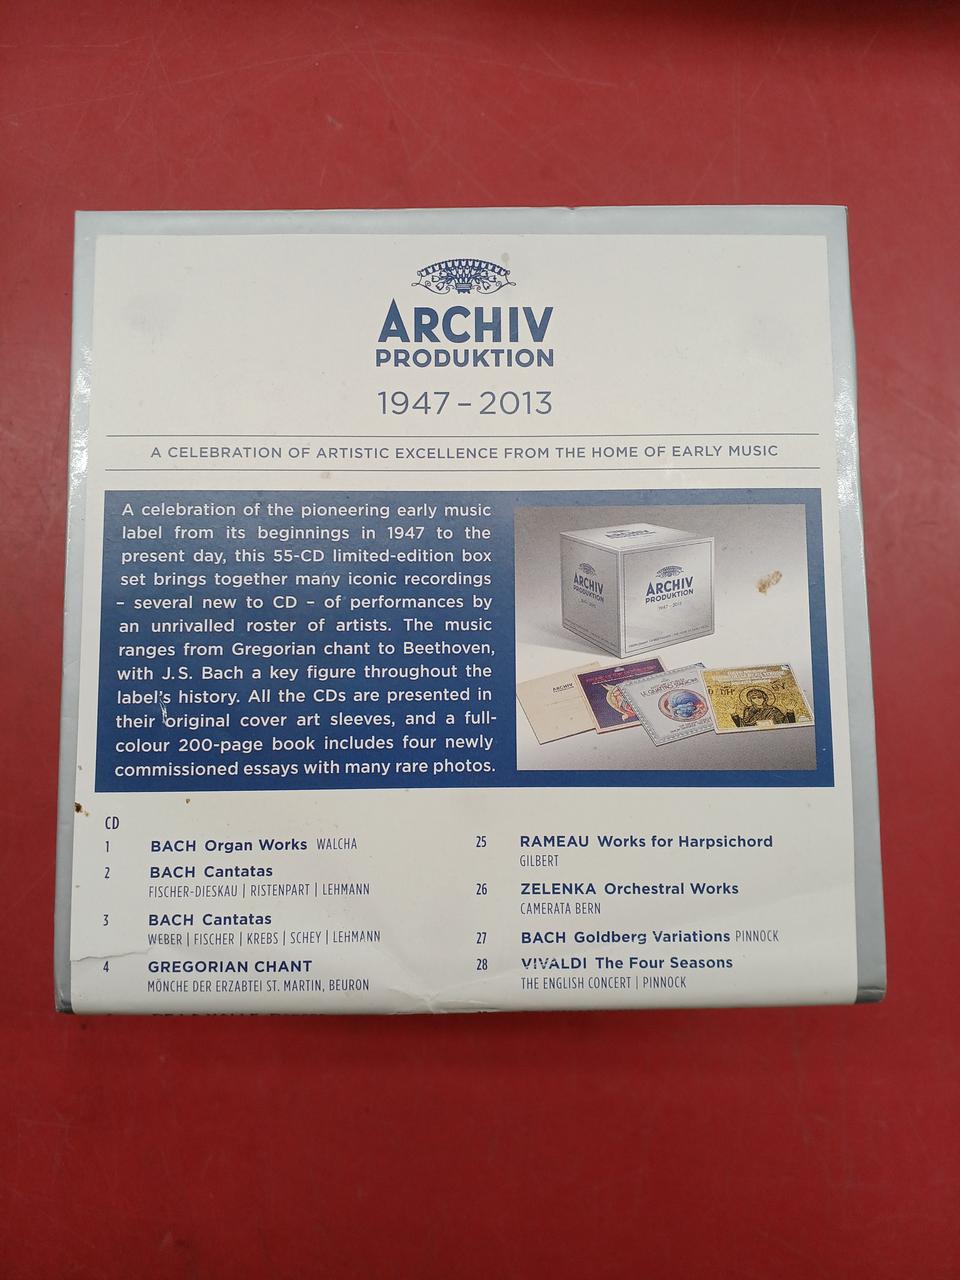 ARCHIV
PRODUKTION
1947 – 2013
A CELEBRATION OF ARTISTIC EXCELLENCE FROM THE HOME OF EARLY MUSIC
A celebration of the pioneering early music
label from its beginnings in 1947 to the
present day, this 55-CD limited-edition box
set brings together many iconic recordings
– several new to CD – of performances by
an unrivalled roster of artists. The music
ranges from Gregorian chant to Beethoven,
with J.S. Bach a key figure throughout the
label's history. All the CDs are presented in
their original cover art sleeves, and a full-
colour 200-page book includes four newly
commissioned essays with many rare photos.
ARCHIV
PRODUKTION
ARCHIV
PRODUKTION
1947 – 2013
ARCHIV
CD
1 BACH Organ Works WALCHA
2 BACH Cantatas
FISCHER-DIESKAU | RISTENPART | LEHMANN
3 BACH Cantatas
WEBER | FISCHER | KREBS | SCHEY | LEHMANN
4 GREGORIAN CHANT
MÖNCHE DER ERZABTEI ST. MARTIN, BEURON
25 RAMEAU Works for Harpsichord
GILBERT
26 ZELENKA Orchestral Works
CAMERATA BERN
27 BACH Goldberg Variations PINNOCK
28 VIVALDI The Four Seasons
THE ENGLISH CONCERT | PINNOCK